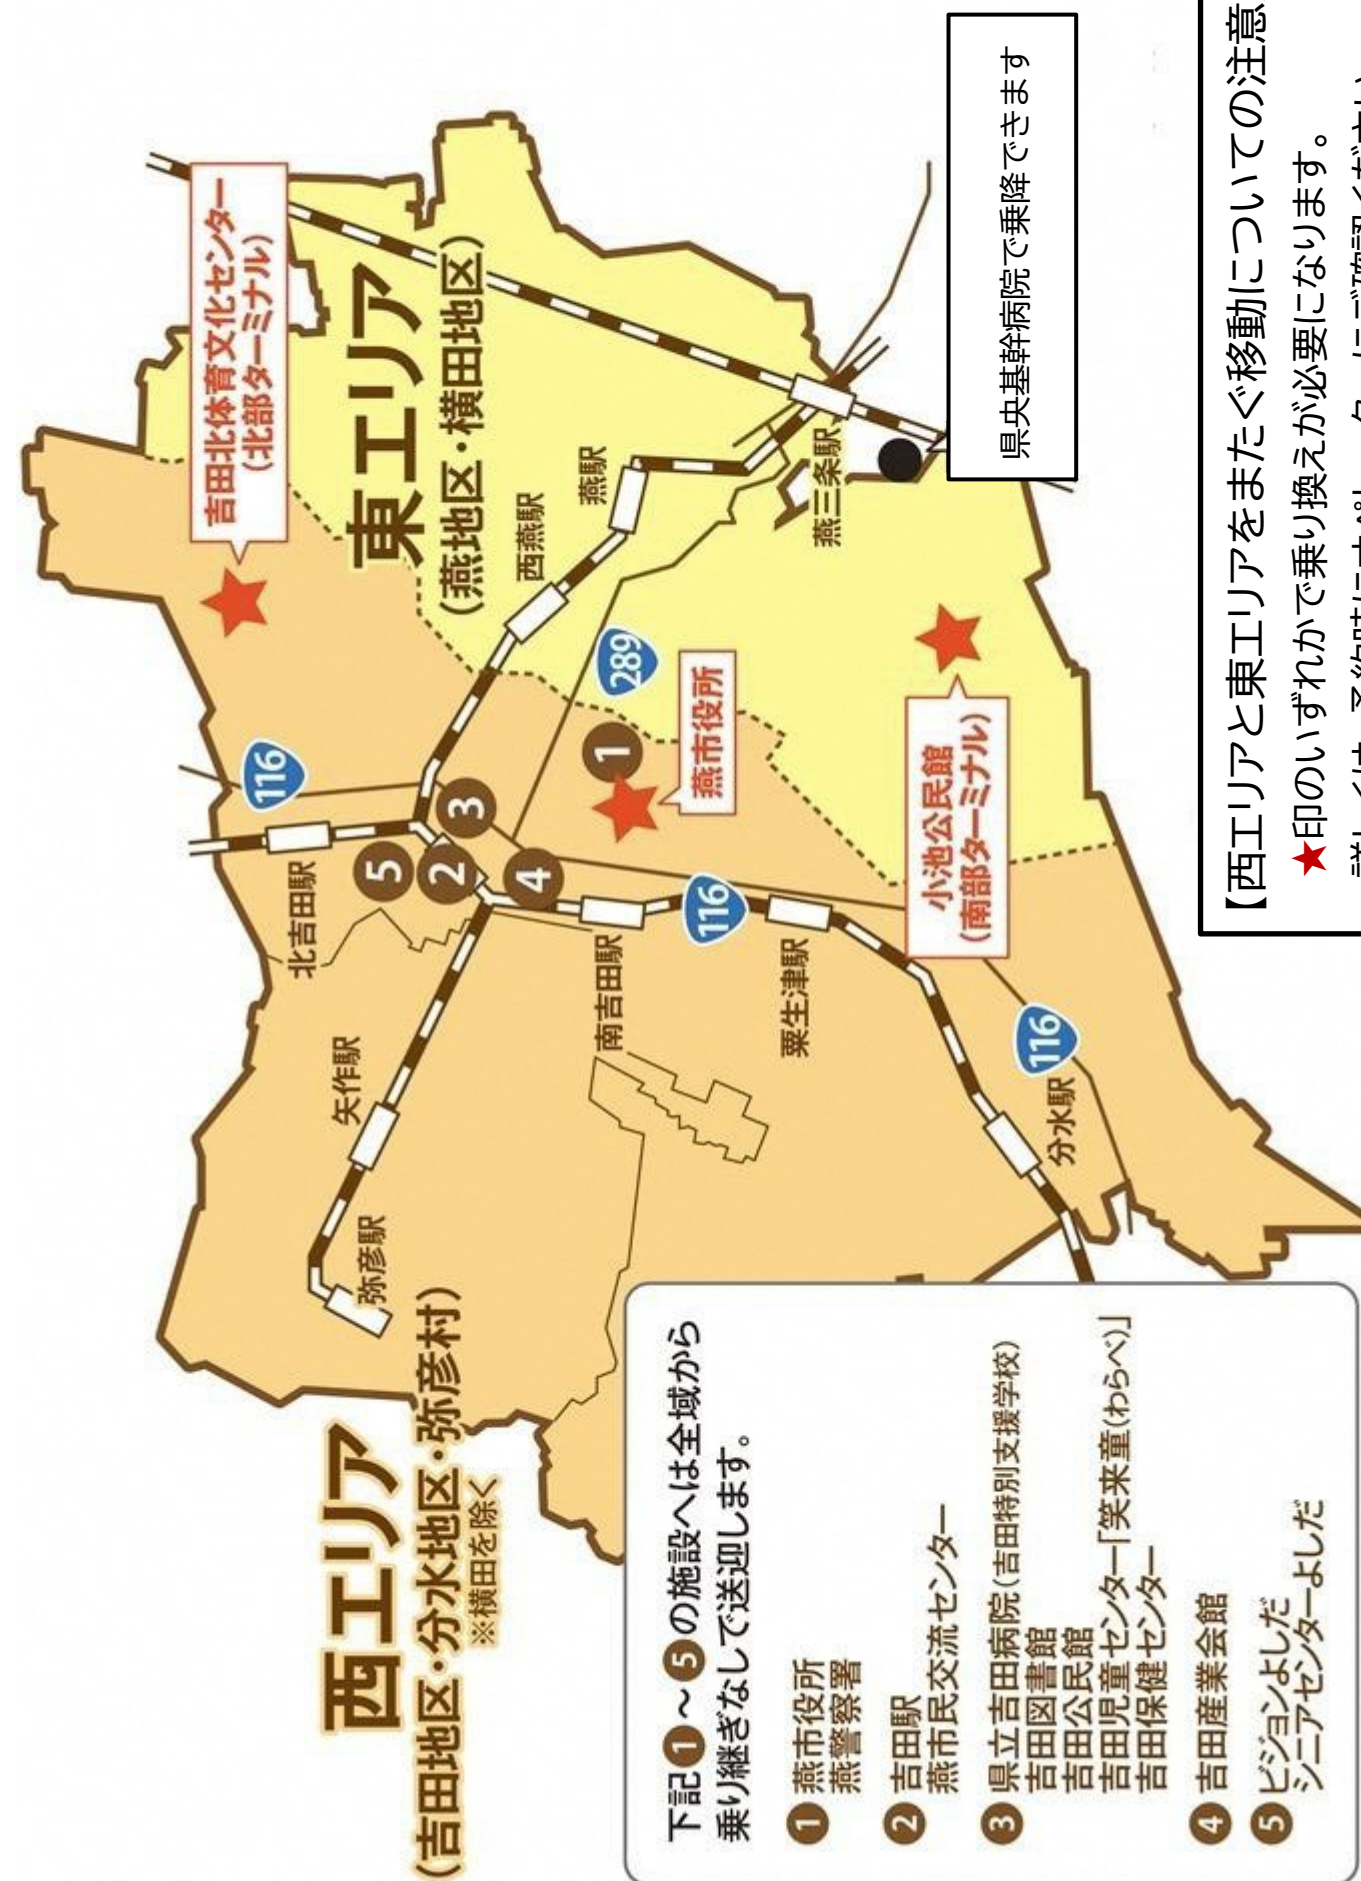 西エリア
(吉田地区・分水地区・弥彦村)
※横田を除く
東エリア
(燕地区・横田地区)
吉田北体育文化センター
(北部ターミナル)
116
北吉田駅
矢作駅
弥彦駅
西燕駅
燕駅
燕三条駅
289
1
燕市役所
3
5
2
4
南吉田駅
116
粟生津駅
小池公民館
(南部ターミナル)
116
分水駅
県央基幹病院で乗降できます
下記1~5の施設へは全域から
乗り継ぎなしで送迎します。
1 燕市役所
燕警察署
2 吉田駅
燕市民交流センター
3 県立吉田病院(吉田特別支援学校)
吉田図書館
吉田公民館
吉田児童センター「笑来童(わらべ)」
吉田保健センター
4 吉田産業会館
5 ビジョンよしだ
シニアセンターよしだ
【西エリアと東エリアをまたぐ移動についての注意
★印のいずれかで乗り換えが必要になります。